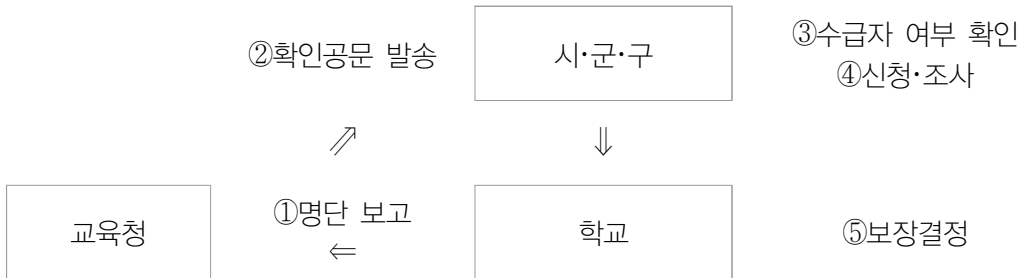 ②확인공문 발송
시·군·구
③수급자 여부 확인
④신청·조사
⇗
⇓
교육청
①명단 보고
⇐
학교
⑤보장결정